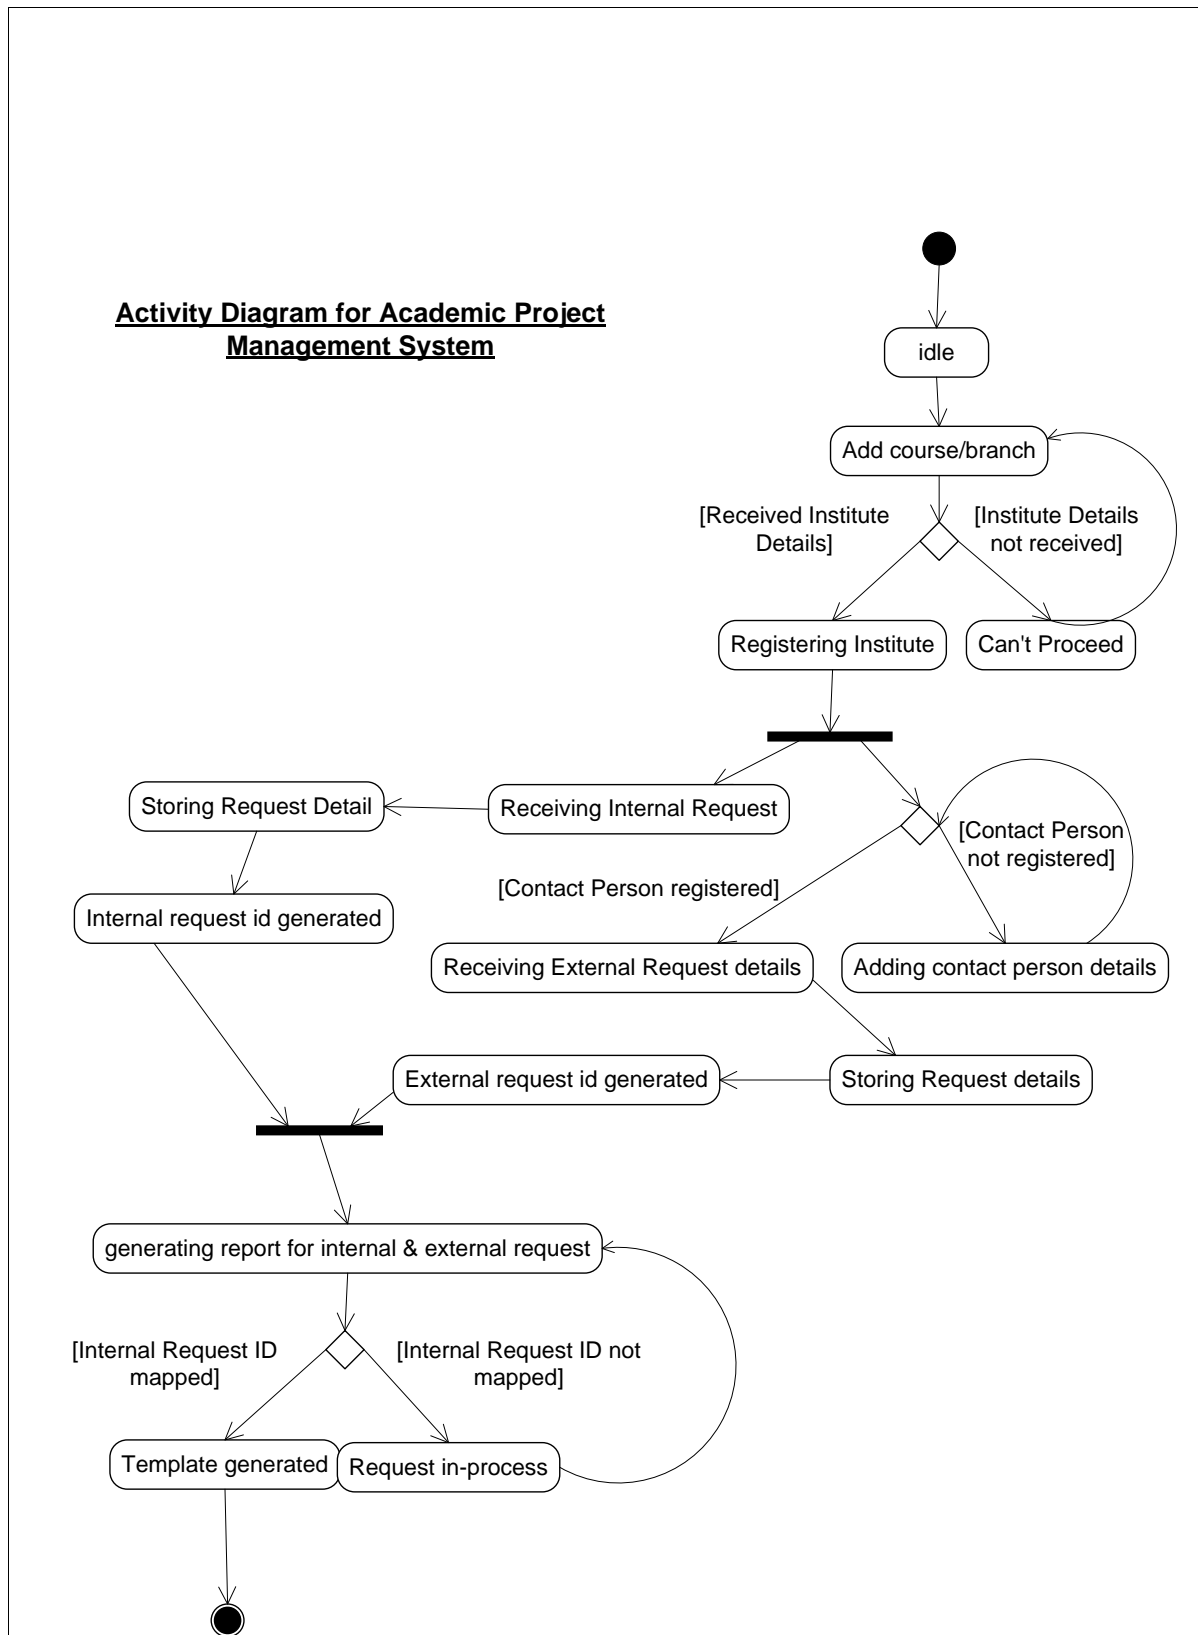 Activity Diagram for Academic Project
Management System
idle
Add course/branch
[Received Institute
Details]
[Institute Details
not received]
Registering Institute
Can't Proceed
Storing Request Detail
Receiving Internal Request
[Contact Person
not registered]
[Contact Person registered]
Internal request id generated
Receiving External Request details
Adding contact person details
External request id generated
Storing Request details
generating report for internal & external request
[Internal Request ID
mapped]
[Internal Request ID not
mapped]
Template generated
Request in-process